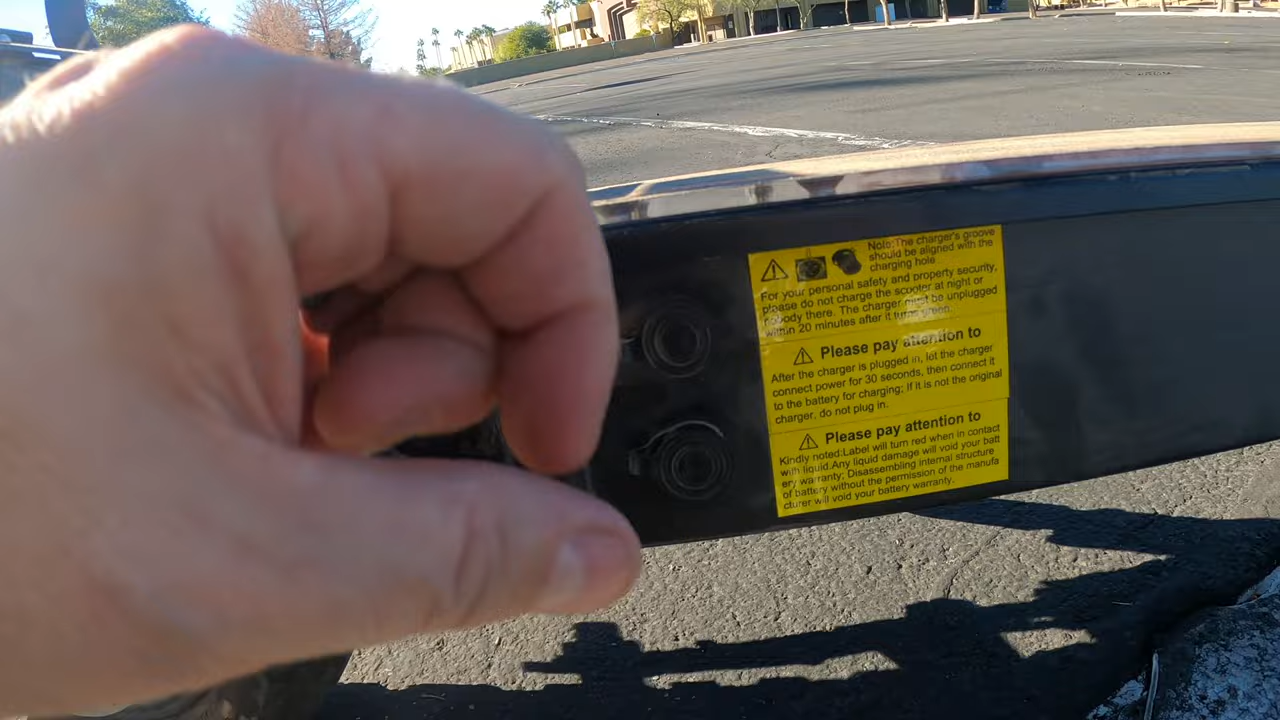 Note:The charger's groove
should be aligned with the
charging hole
For your personal safety and property security,
please do not charge the scooter at night or
nobody there. The charger must be unplugged
within 20 minutes after it turns green.
Please pay attention to
After the charger is plugged in, lot the charger
connect power for 30 seconds, then connect it
to the battery for charging; If it is not the original
charger, do not plug in.
Please pay attention to
Kindly noted:Label will turn red when in contact
with liquid.Any liquid damage will void your batt
ery warranty; Disassembling internal structure
of battery without the permission of the manufa
cturer will void your battery warranty.